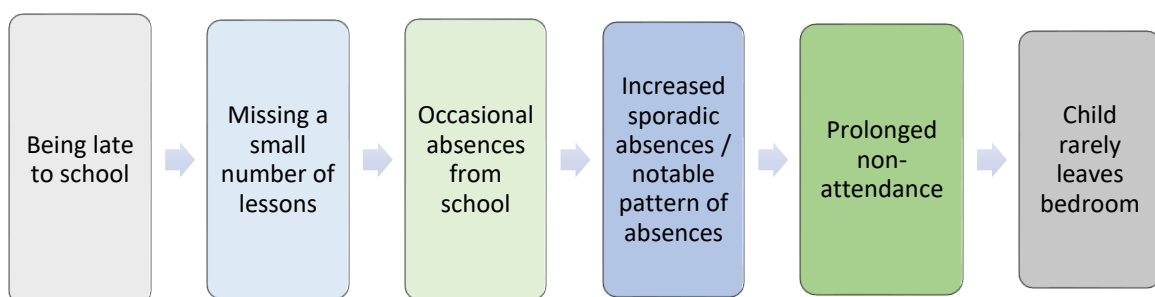 Being late
to school
Missing a
small
number of
lessons
Occasional
absences
from
school
Increased
sporadic
absences /
notable
pattern of
absences
Prolonged
non-
attendance
Child
rarely
leaves
bedroom